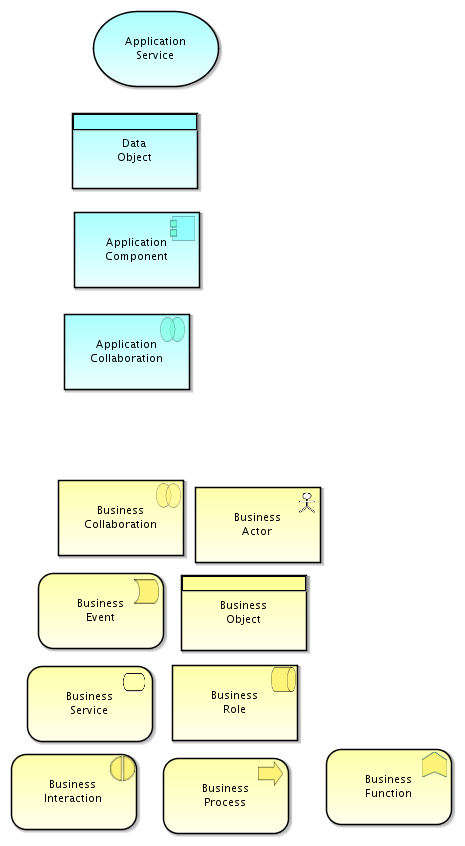 Application
Service
Data
Object
Application
Component
Application
Collaboration
Business
Collaboration
Business
Actor
Business
Event
Business
Object
Business
Service
Business
Role
Business
Interaction
Business
Process
Business
Function